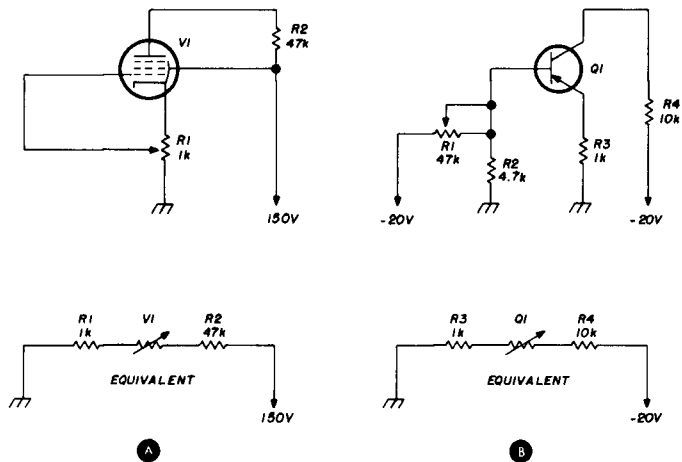 V1
R2
47k
R1
1k
150V
Q1
R4
10k
R1
47k
R3
1k
R2
4.7k
-20V
-20V
R1
1k
V1
R2
47k
EQUIVALENT
150V
A
R3
1k
Q1
R4
10k
EQUIVALENT
-20V
B